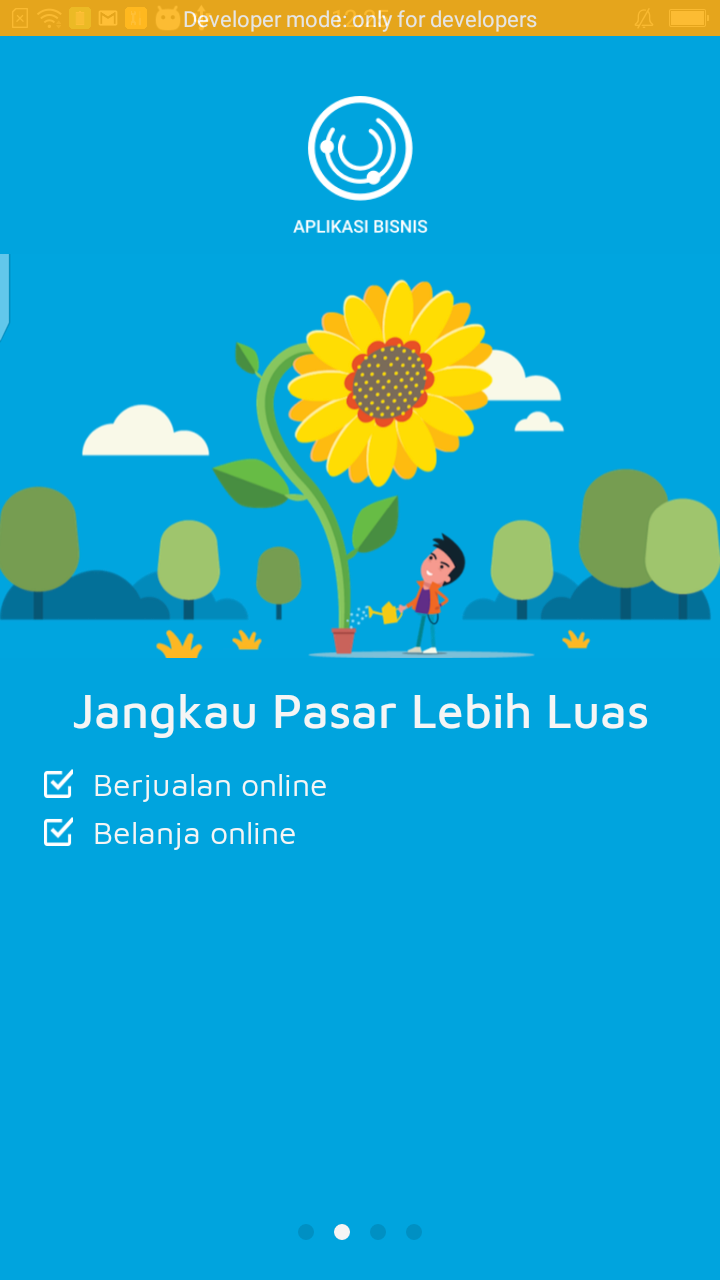 Developer mode: only for developers
APLIKASI BISNIS
Jangkau Pasar Lebih Luas
Berjualan online
Belanja online